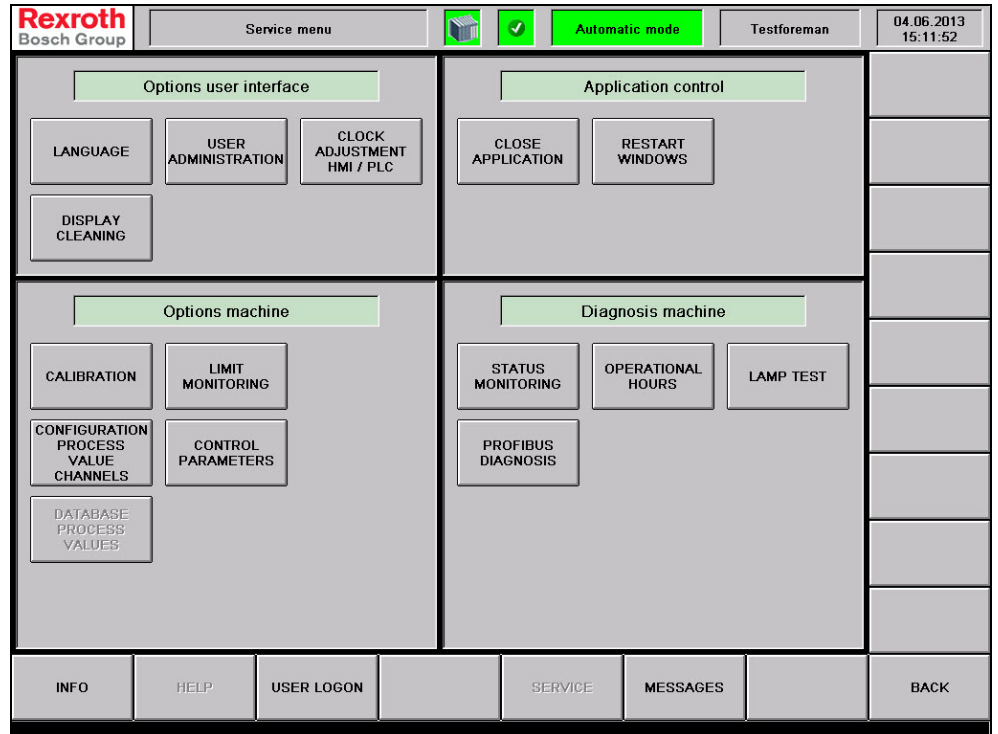 Rexroth
Bosch Group
Service menu
Automatic mode
Testforeman
04.06.2013
15:11:52
Options user interface
LANGUAGE
USER
ADMINISTRATION
CLOCK
ADJUSTMENT
HMI / PLC
DISPLAY
CLEANING
Application control
CLOSE
APPLICATION
RESTART
WINDOWS
Options machine
CALIBRATION
LIMIT
MONITORING
CONFIGURATION
PROCESS
VALUE
CHANNELS
CONTROL
PARAMETERS
DATABASE
PROCESS
VALUES
Diagnosis machine
STATUS
MONITORING
OPERATIONAL
HOURS
LAMP TEST
PROFIBUS
DIAGNOSIS
INFO
HELP
USER LOGON
SERVICE
MESSAGES
BACK